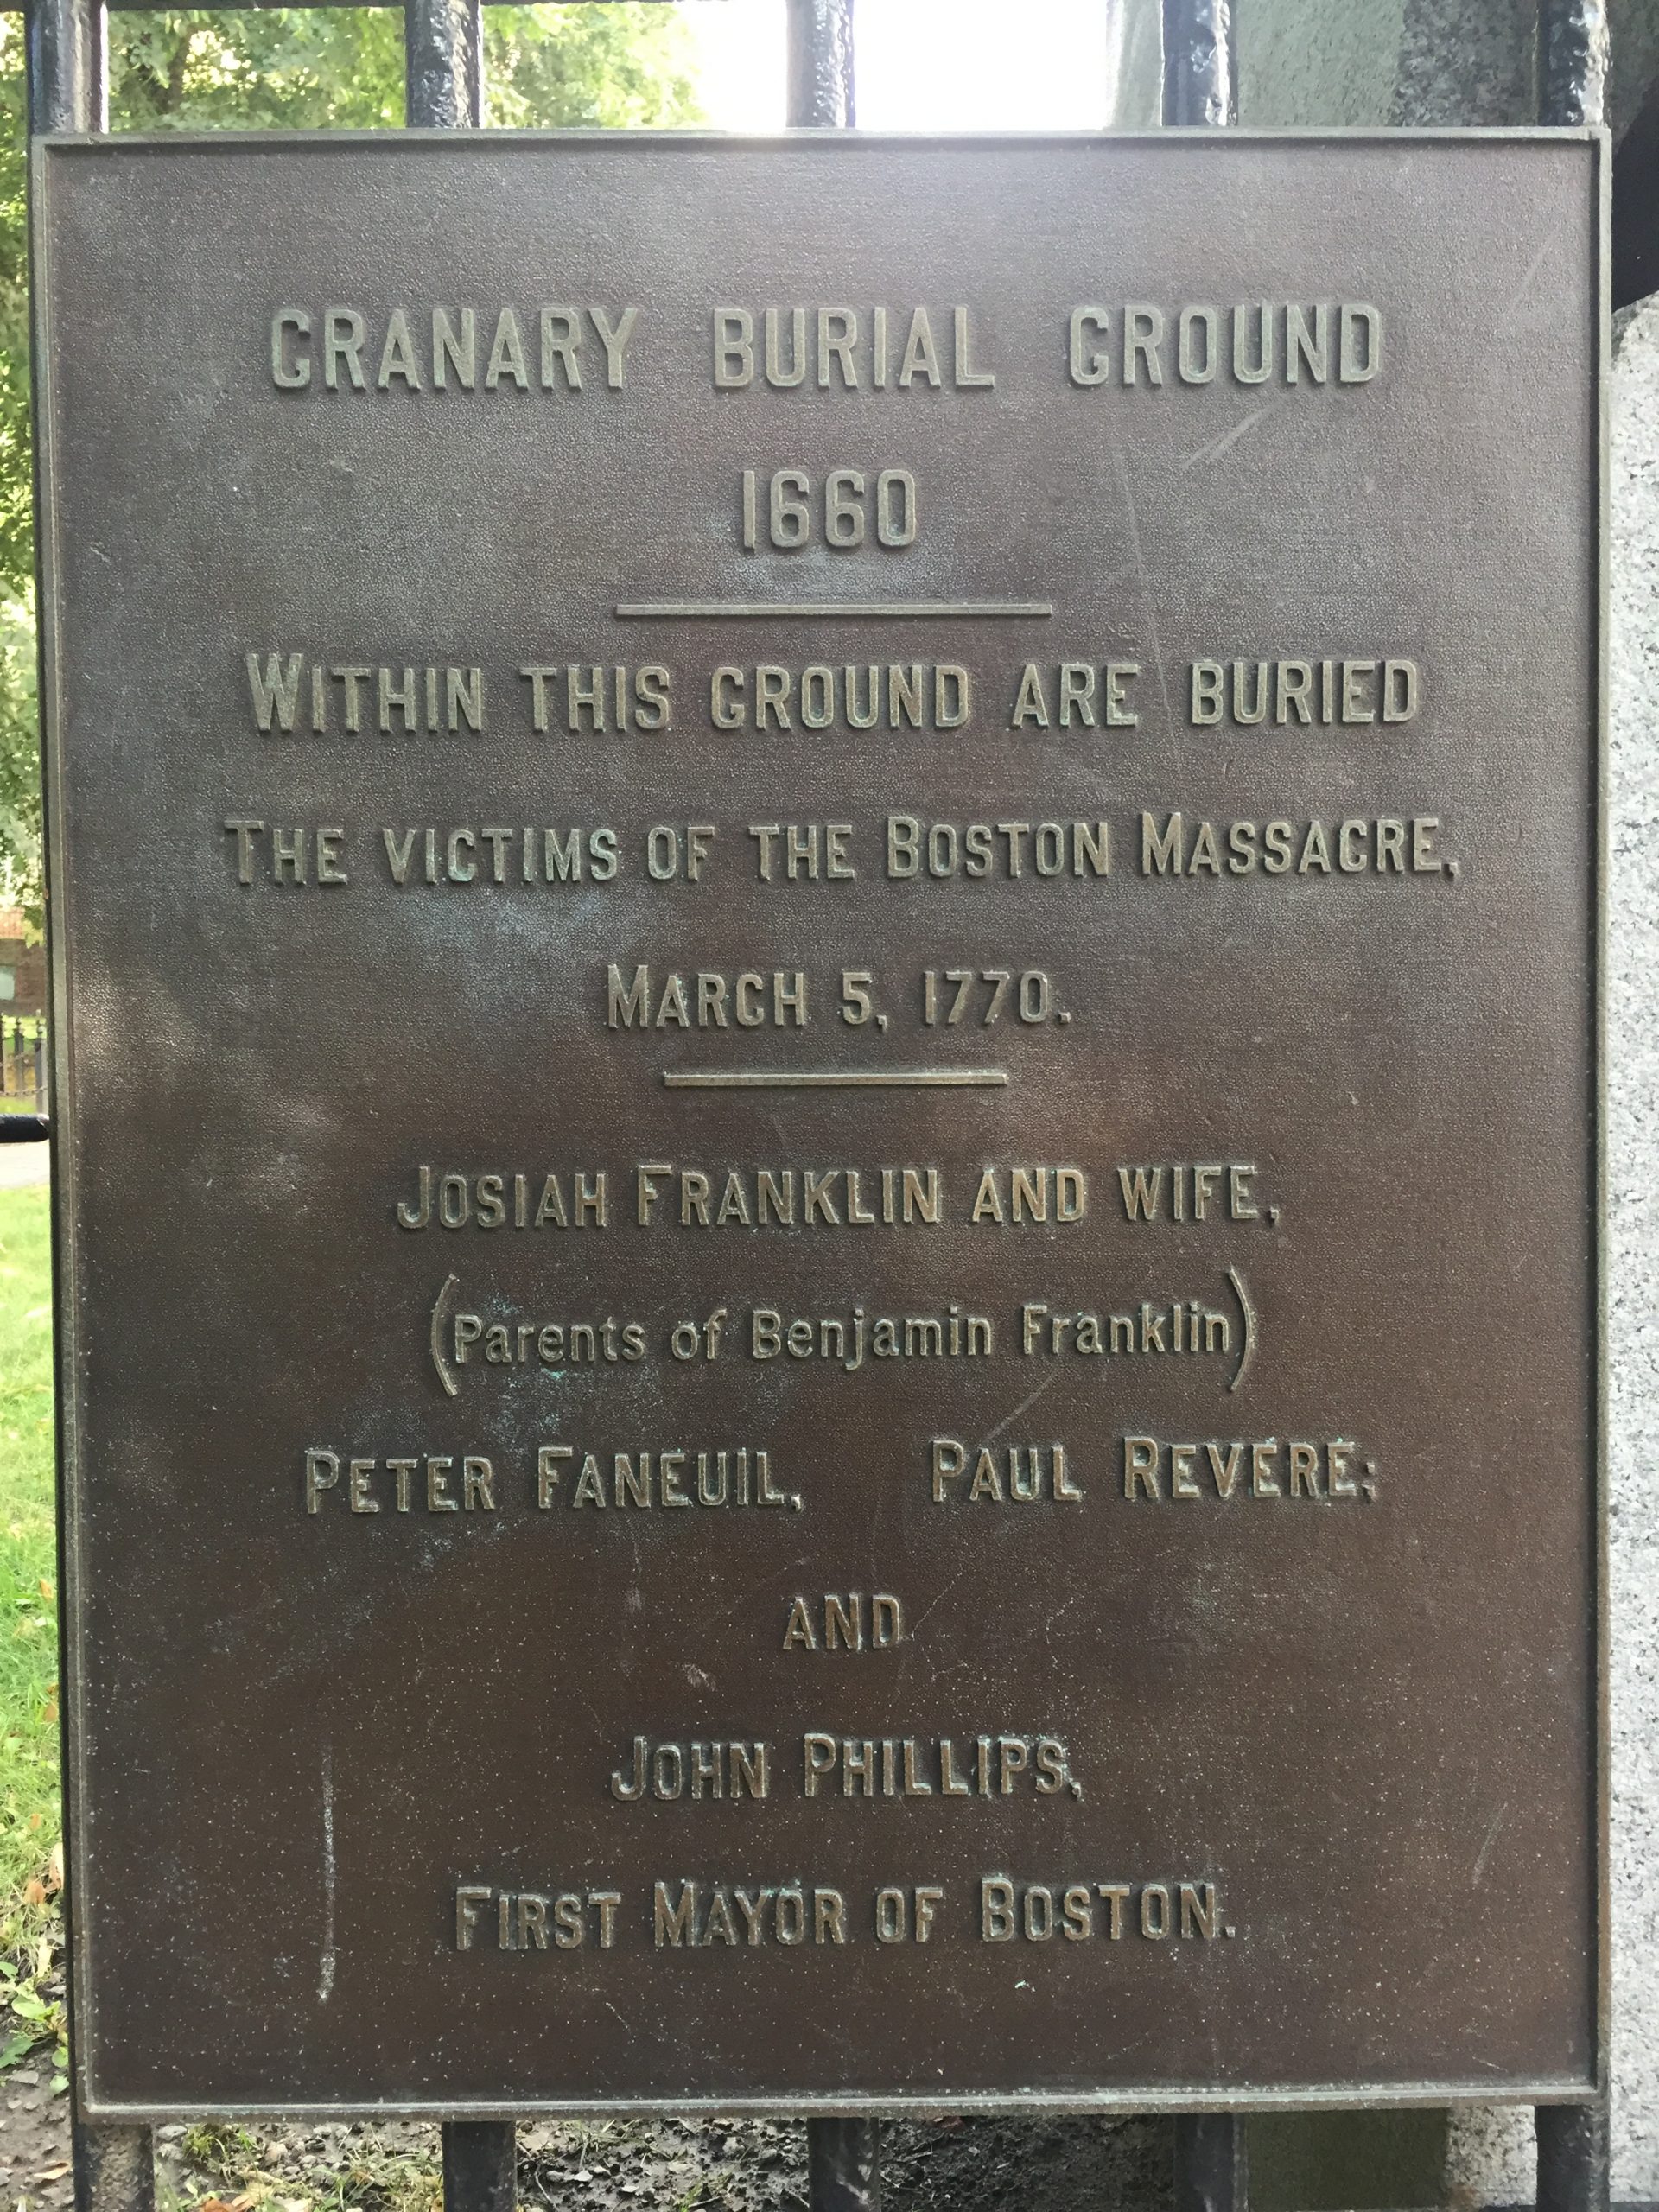 GRANARY BURIAL GROUND
1660
WITHIN THIS GROUND ARE BURIED
THE VICTIMS OF THE BOSTON MASSACRE,
MARCH 5, 1770.
JOSIAH FRANKLIN AND WIFE,
(Parents of Benjamin Franklin)
PETER FANEUIL, PAUL REVERE;
AND
JOHN PHILLIPS,
FIRST MAYOR OF BOSTON.